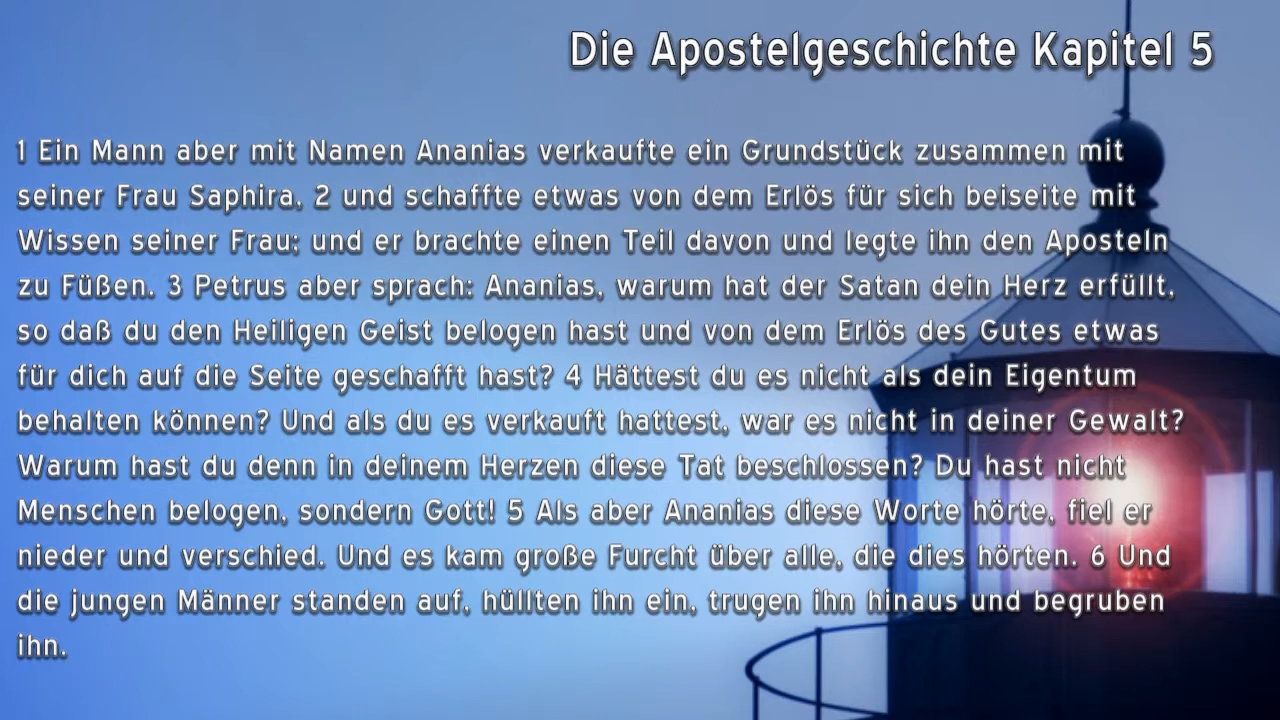 Die Apostelgeschichte Kapitel 5
1 Ein Mann aber mit Namen Ananias verkaufte ein Grundstück zusammen mit
seiner Frau Saphira, 2 und schaffte etwas von dem Erlös für sich beiseite mit
Wissen seiner Frau; und er brachte einen Teil davon und legte ihn den Aposteln
zu Füßen. 3 Petrus aber sprach: Ananias, warum hat der Satan dein Herz erfüllt,
so daß du den Heiligen Geist belogen hast und von dem Erlös des Gutes etwas
für dich auf die Seite geschafft hast? 4 Hättest du es nicht als dein Eigentum
behalten können? Und als du es verkauft hattest, war es nicht in deiner Gewalt?
Warum hast du denn in deinem Herzen diese Tat beschlossen? Du hast nicht
Menschen belogen, sondern Gott! 5 Als aber Ananias diese Worte hörte, fiel er
nieder und verschied. Und es kam große Furcht über alle, die dies hörten. 6 Und
die jungen Männer standen auf, hüllten ihn ein, trugen ihn hinaus und begruben
ihn.